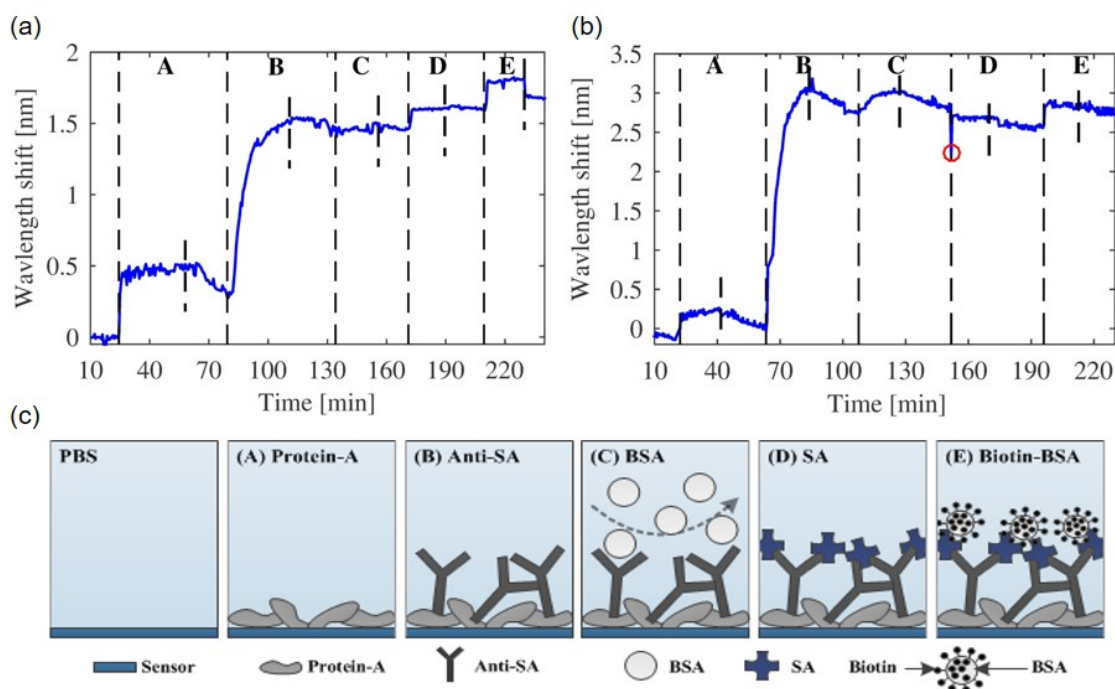 (a)
2
1.5
1
0.5
0
Wavlength shift [nm]
A B C D E
10 40 70 100 130 160 190 220
Time [min]
(b)
3.5
3
2.5
2
1.5
1
0.5
0
Wavlength shift [nm]
A B C D E
10 40 70 100 130 160 190 220
Time [min]
(c)
PBS
(A) Protein-A
(B) Anti-SA
(C) BSA
(D) SA
(E) Biotin-BSA
Sensor Protein-A Anti-SA BSA SA Biotin BSA